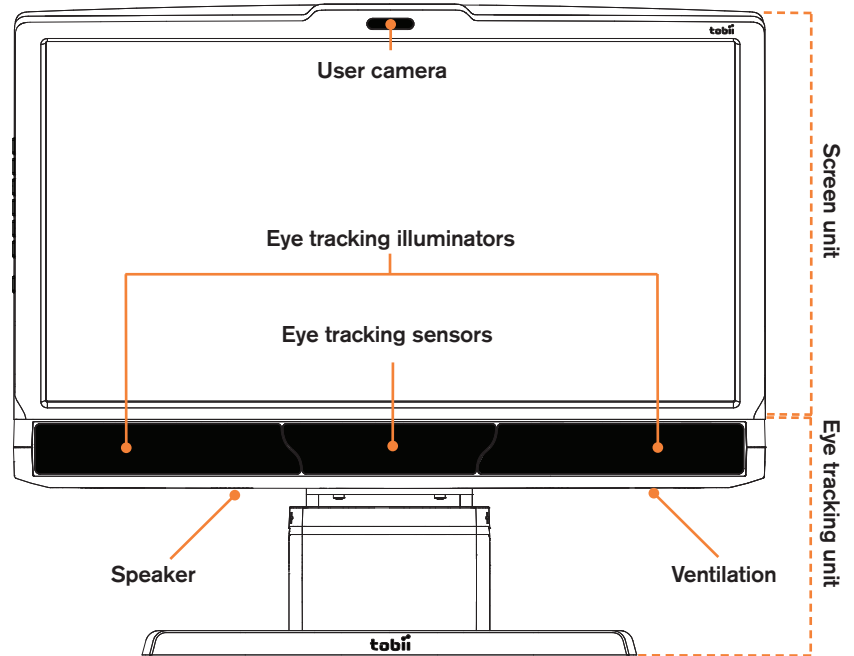 tobii
User camera
Screen unit
Eye tracking illuminators
Eye tracking sensors
Eye tracking unit
Speaker
Ventilation
tobii